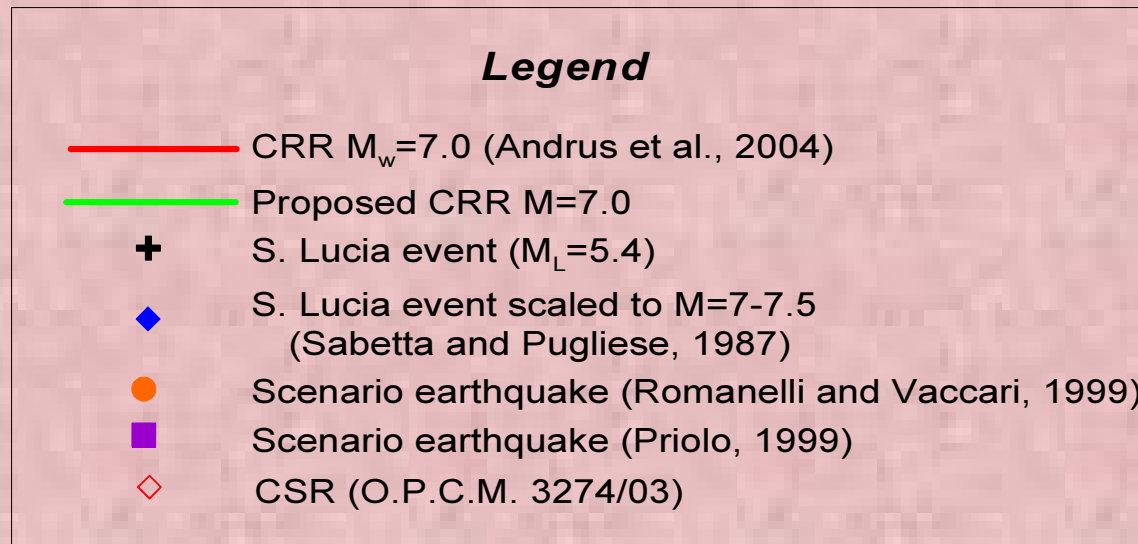 Legend
CRR Mw=7.0 (Andrus et al., 2004)
Proposed CRR M=7.0
S. Lucia event (ML=5.4)
S. Lucia event scaled to M=7-7.5
(Sabetta and Pugliese, 1987)
Scenario earthquake (Romanelli and Vaccari, 1999)
Scenario earthquake (Priolo, 1999)
CSR (O.P.C.M. 3274/03)